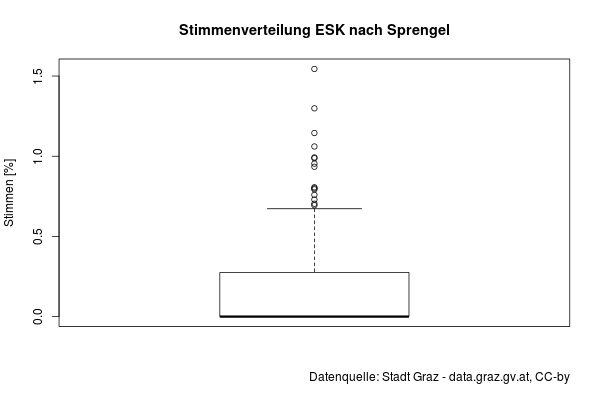 Stimmenverteilung ESK nach Sprengel
Stimmen [%]
1.5
1.0
0.5
0.0
Datenquelle: Stadt Graz - data.graz.gv.at, CC-by